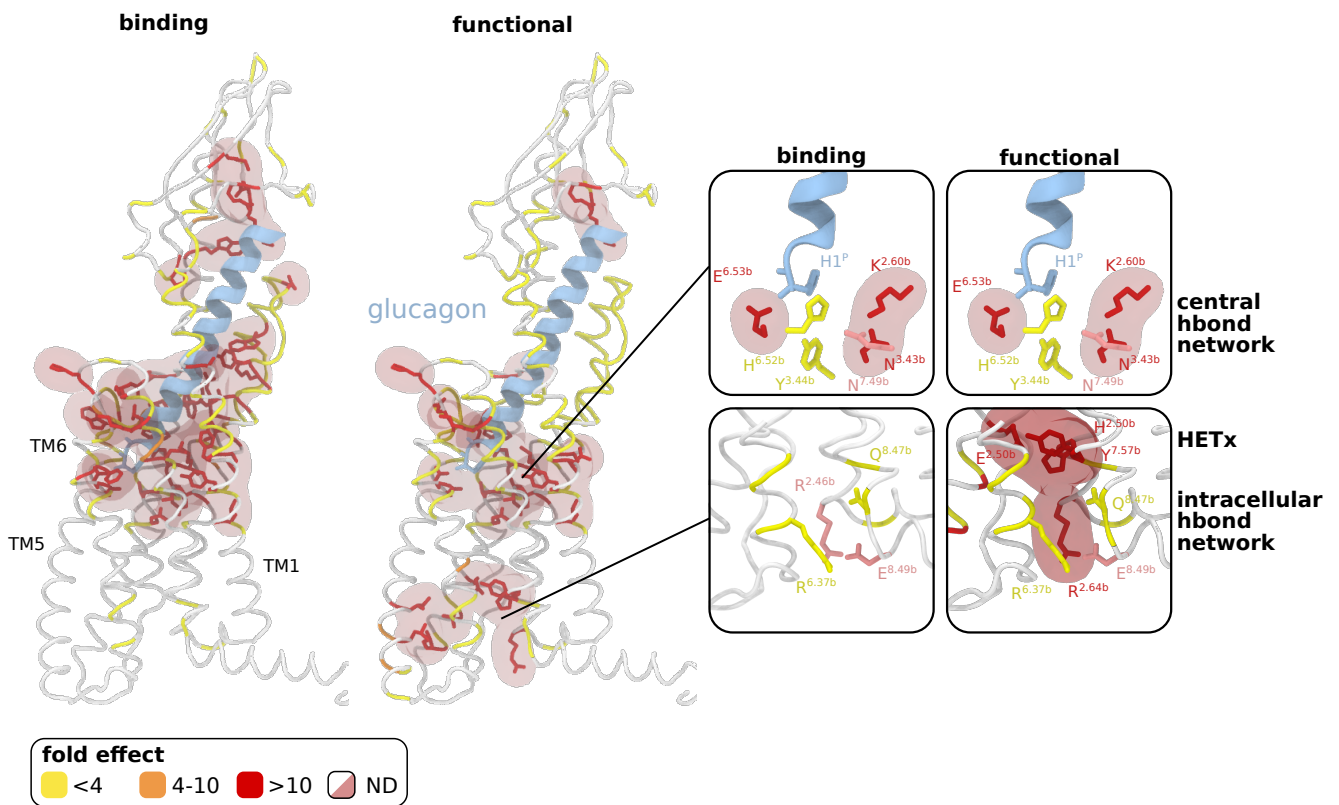 binding
functional
glucagon
TM6
TM5
TM1
binding
functional
E6.53b
H1P
K2.60b
H6.52b
Y3.44b
N7.49b
N3.43b
E6.53b
H1P
K2.60b
H6.52b
Y3.44b
N7.49b
N3.43b
central
hbond
network
Q8.47b
R2.46b
R6.37b
E8.49b
H2.50b
E2.50b
Y7.57b
Q8.47b
R6.37b
R2.64b
E8.49b
HETx
intracellular
hbond
network
fold effect
<4
4-10
>10
ND